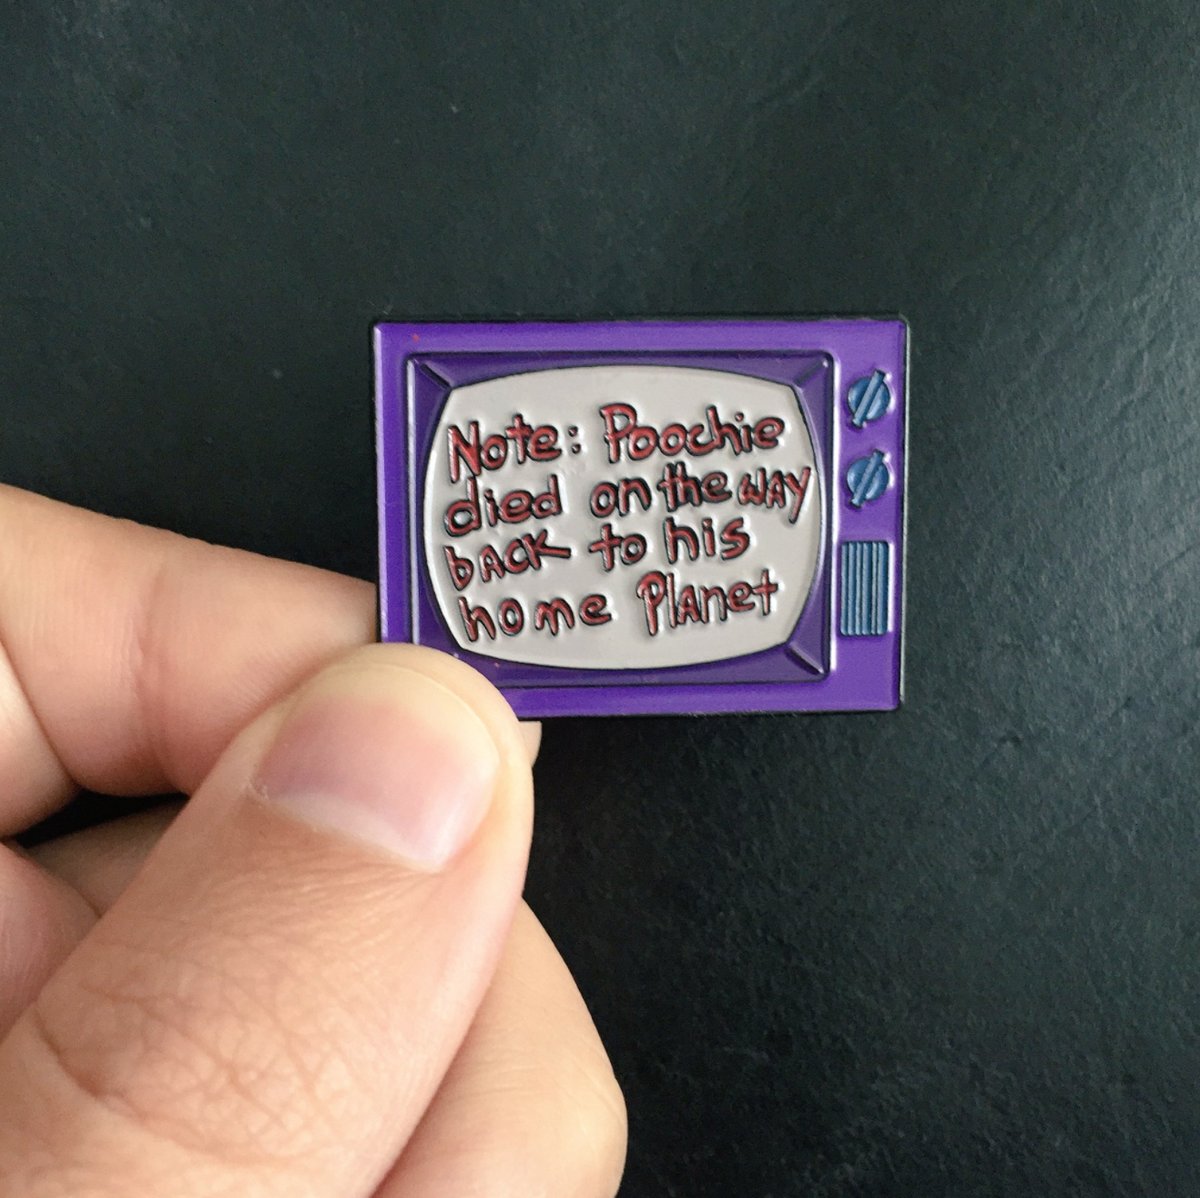 Note: Poochie
died on the WAY
bACK to his
home PlAnet